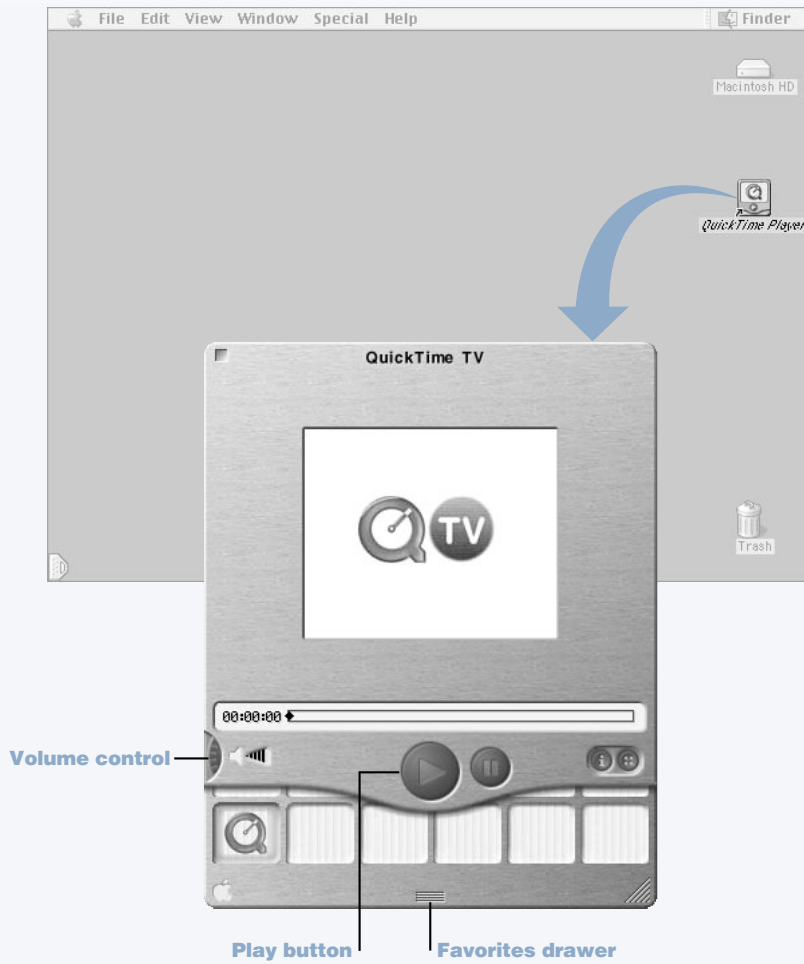 File Edit View Window Special Help Finder
Macintosh HD
QuickTime Player
QuickTime TV
TV
Trash
00:00:00
Volume control
Play button
Favorites drawer